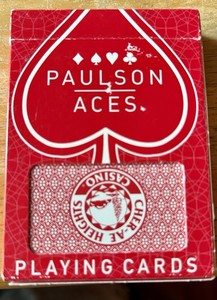 PAULSON
ACES
CHER-AE HEIGHTS
CASINO
PLAYING CARDS